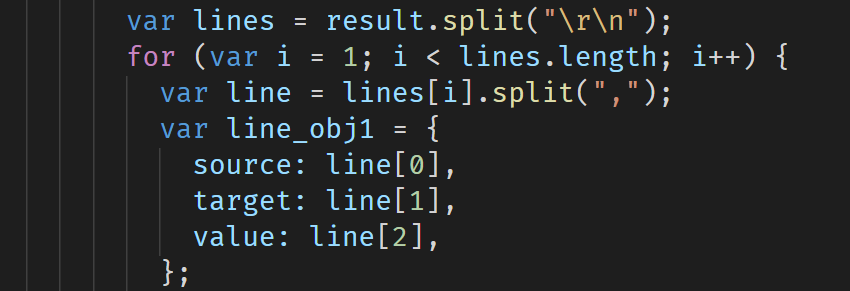 var lines = result.split("\r\n");
for (var i = 1; i < lines.length; i++) {
var line = lines[i].split(",");
var line_obj1 = {
source: line[0],
target: line[1],
value: line[2],
};